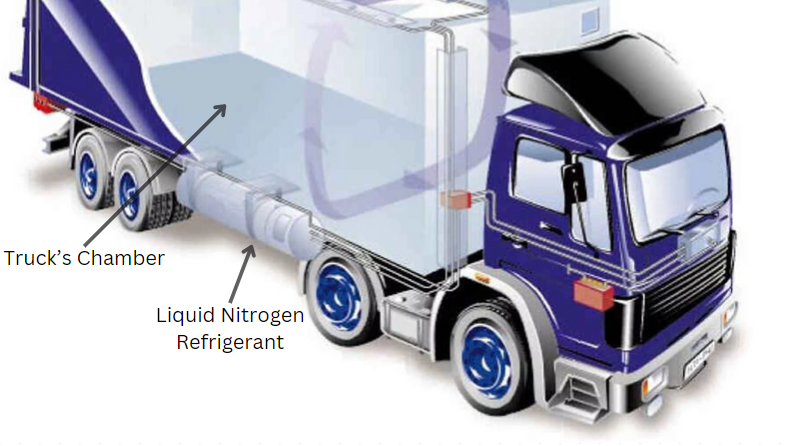 Truck's Chamber
Liquid Nitrogen
Refrigerant